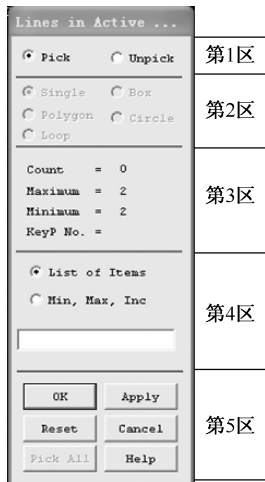 Lines in Active ...
Pick Unpick 第1区
Single Box
Polygon Circle 第2区
Loop
Count = 0
Maximum = 2 第3区
Minimum = 2
KeyP No. =
List of Items
Min, Max, Inc 第4区
OK Apply
Reset Cancel 第5区
Pick All Help